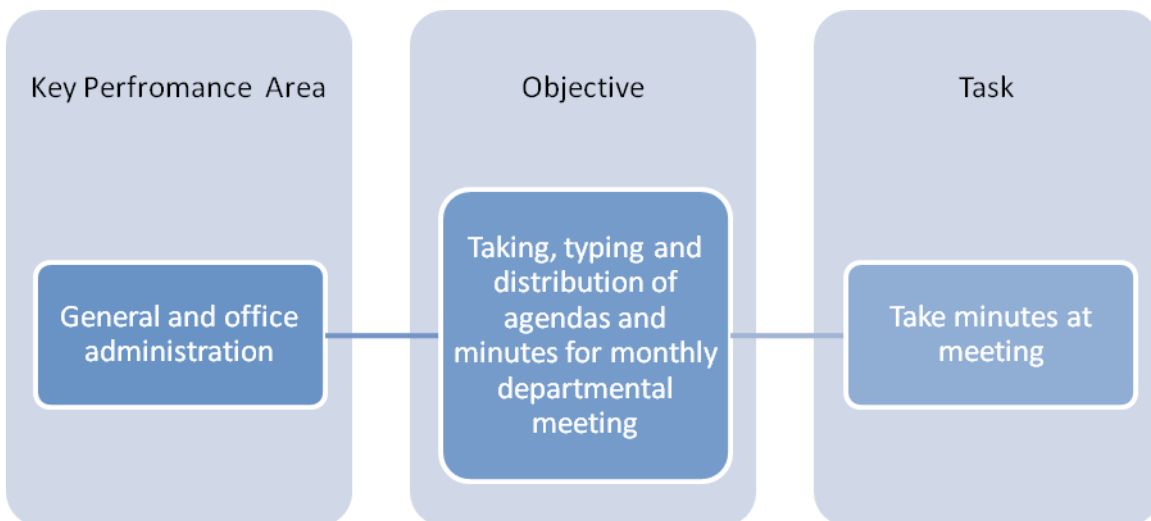 Key Perfromance Area
Objective
Task
General and office
administration
Taking, typing and
distribution of
agendas and
minutes for monthly
departmental
meeting
Take minutes at
meeting